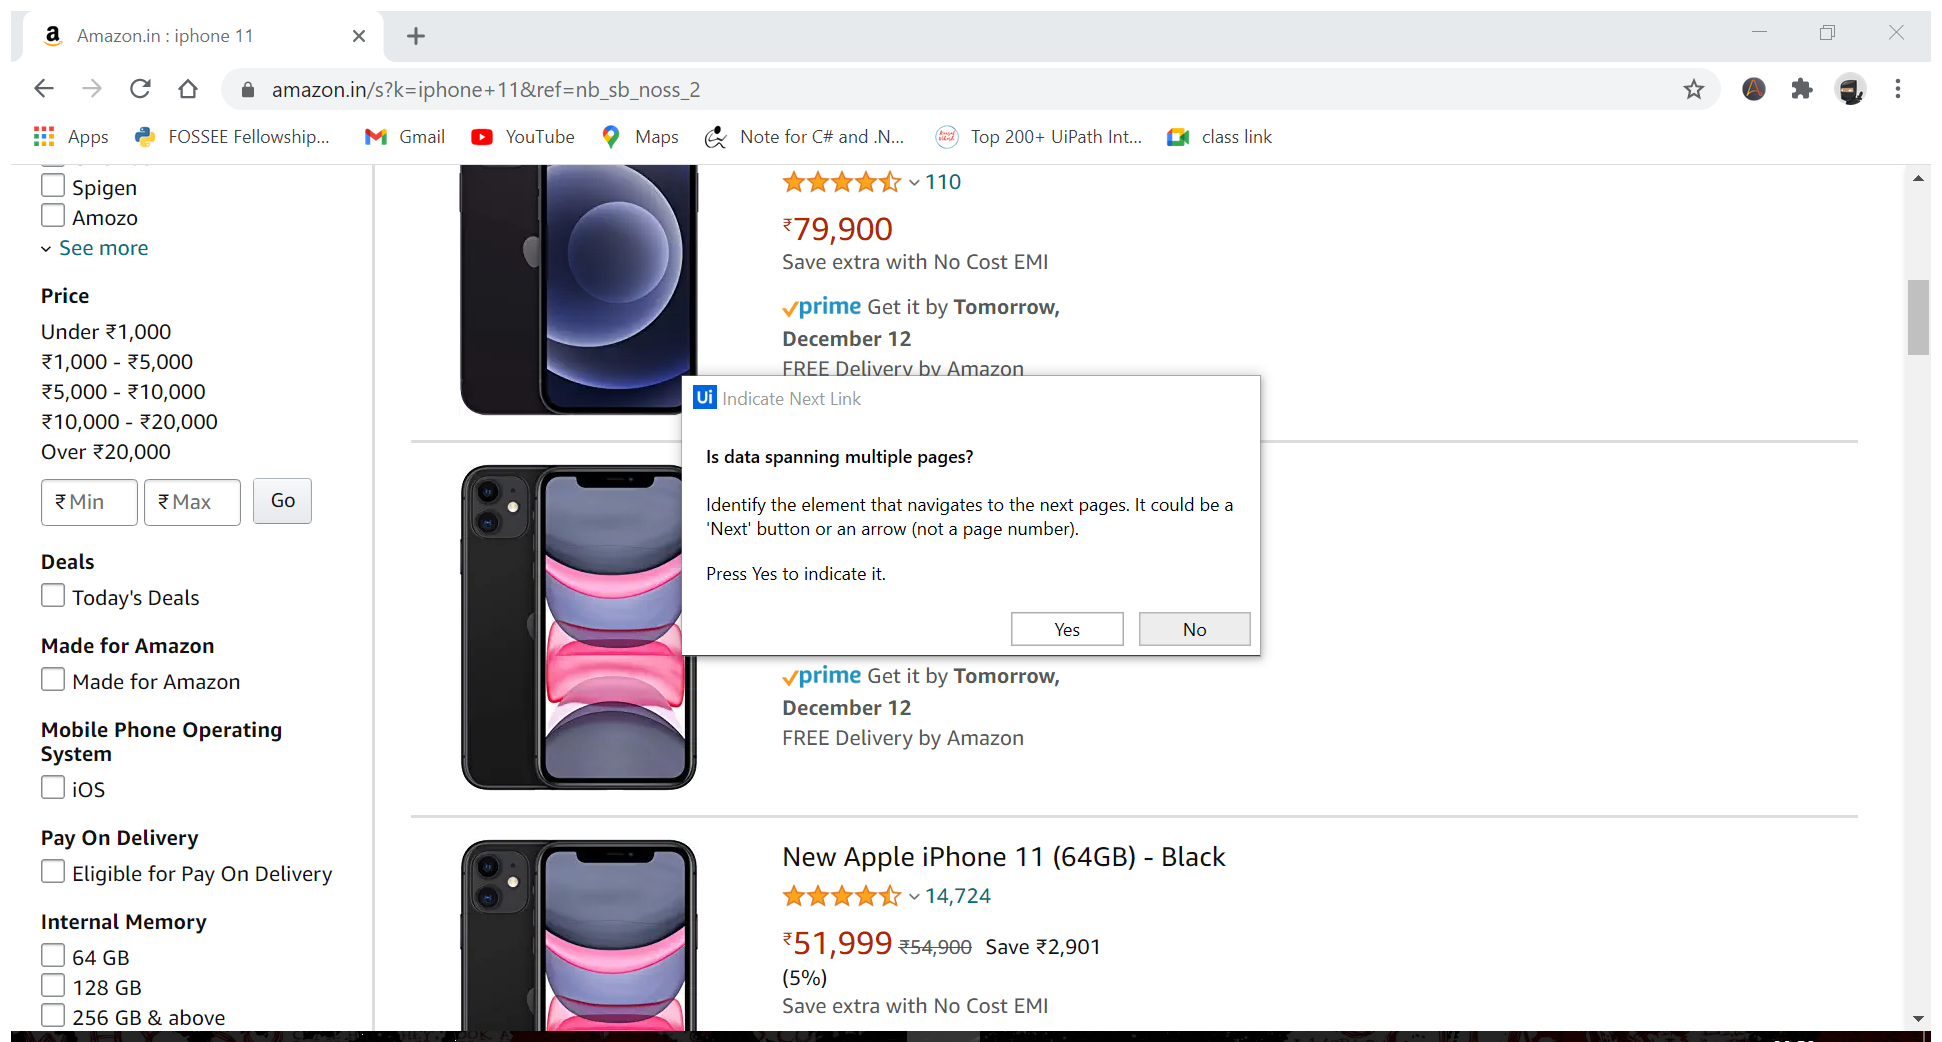 Amazon.in : iphone 11
amazon.in/s?k=iphone+11&ref=nb_sb_noss_2
Apps
FOSSEE Fellowship...
Gmail
YouTube
Maps
Note for C# and .N...
Top 200+ UiPath Int...
class link
Spigen
Amozo
See more
Price
Under ₹1,000
₹1,000 - ₹5,000
₹5,000 - ₹10,000
₹10,000 - ₹20,000
Over ₹20,000
₹ Min
₹ Max
Go
Deals
Today's Deals
Made for Amazon
Made for Amazon
Mobile Phone Operating
System
iOS
Pay On Delivery
Eligible for Pay On Delivery
Internal Memory
64 GB
128 GB
256 GB & above
110
₹79,900
Save extra with No Cost EMI
prime Get it by Tomorrow,
December 12
FREE Delivery by Amazon
Ui Indicate Next Link
Is data spanning multiple pages?
Identify the element that navigates to the next pages. It could be a
'Next' button or an arrow (not a page number).
Press Yes to indicate it.
Yes
No
prime Get it by Tomorrow,
December 12
FREE Delivery by Amazon
New Apple iPhone 11 (64GB) - Black
14,724
₹51,999 ₹54,900 Save ₹2,901
(5%)
Save extra with No Cost EMI